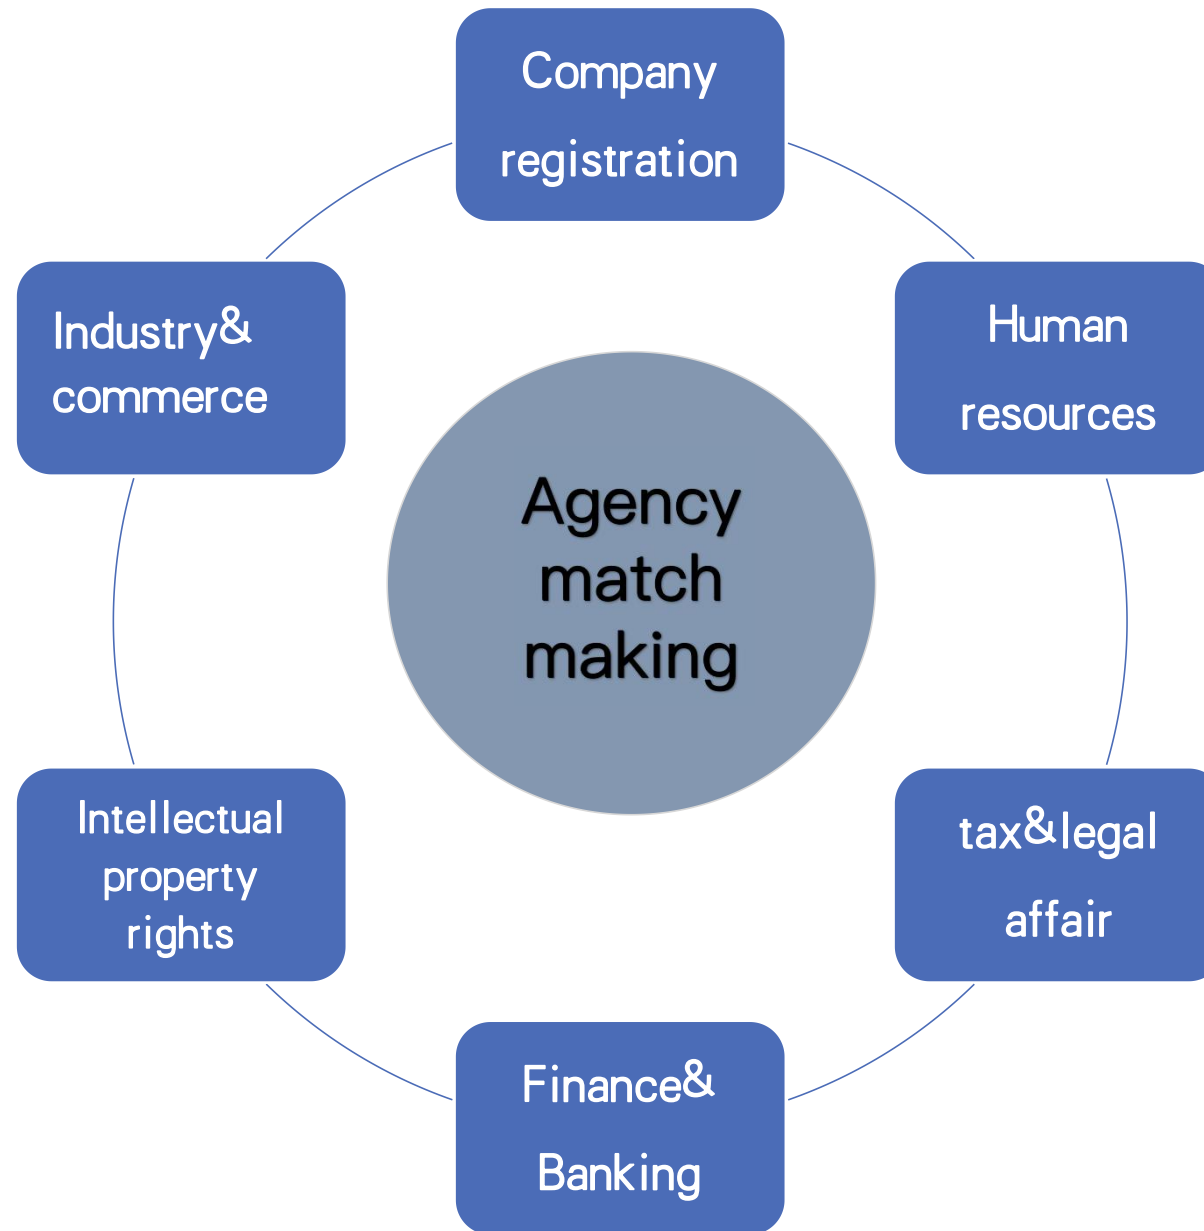 Company
registration
Human
resources
tax&legal
affair
Finance&
Banking
Intellectual
property
rights
Industry&
commerce
Agency
match
making